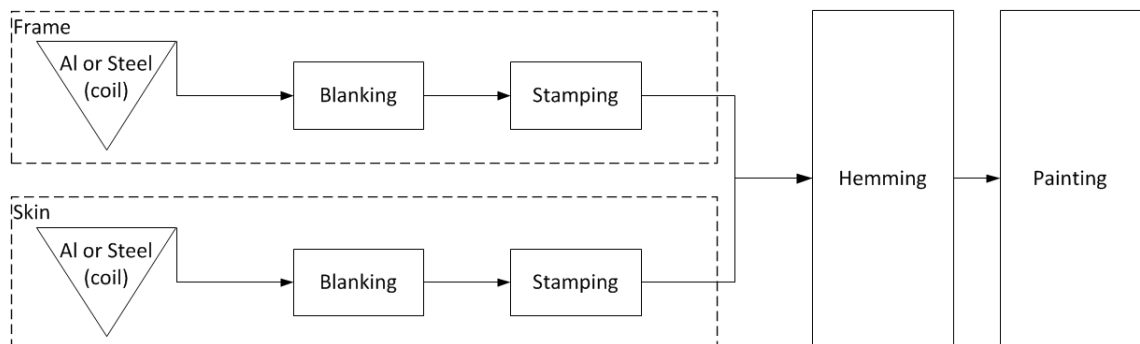 Frame
Al or Steel
(coil)
Blanking
Stamping
Hemming
Painting
Skin
Al or Steel
(coil)
Blanking
Stamping